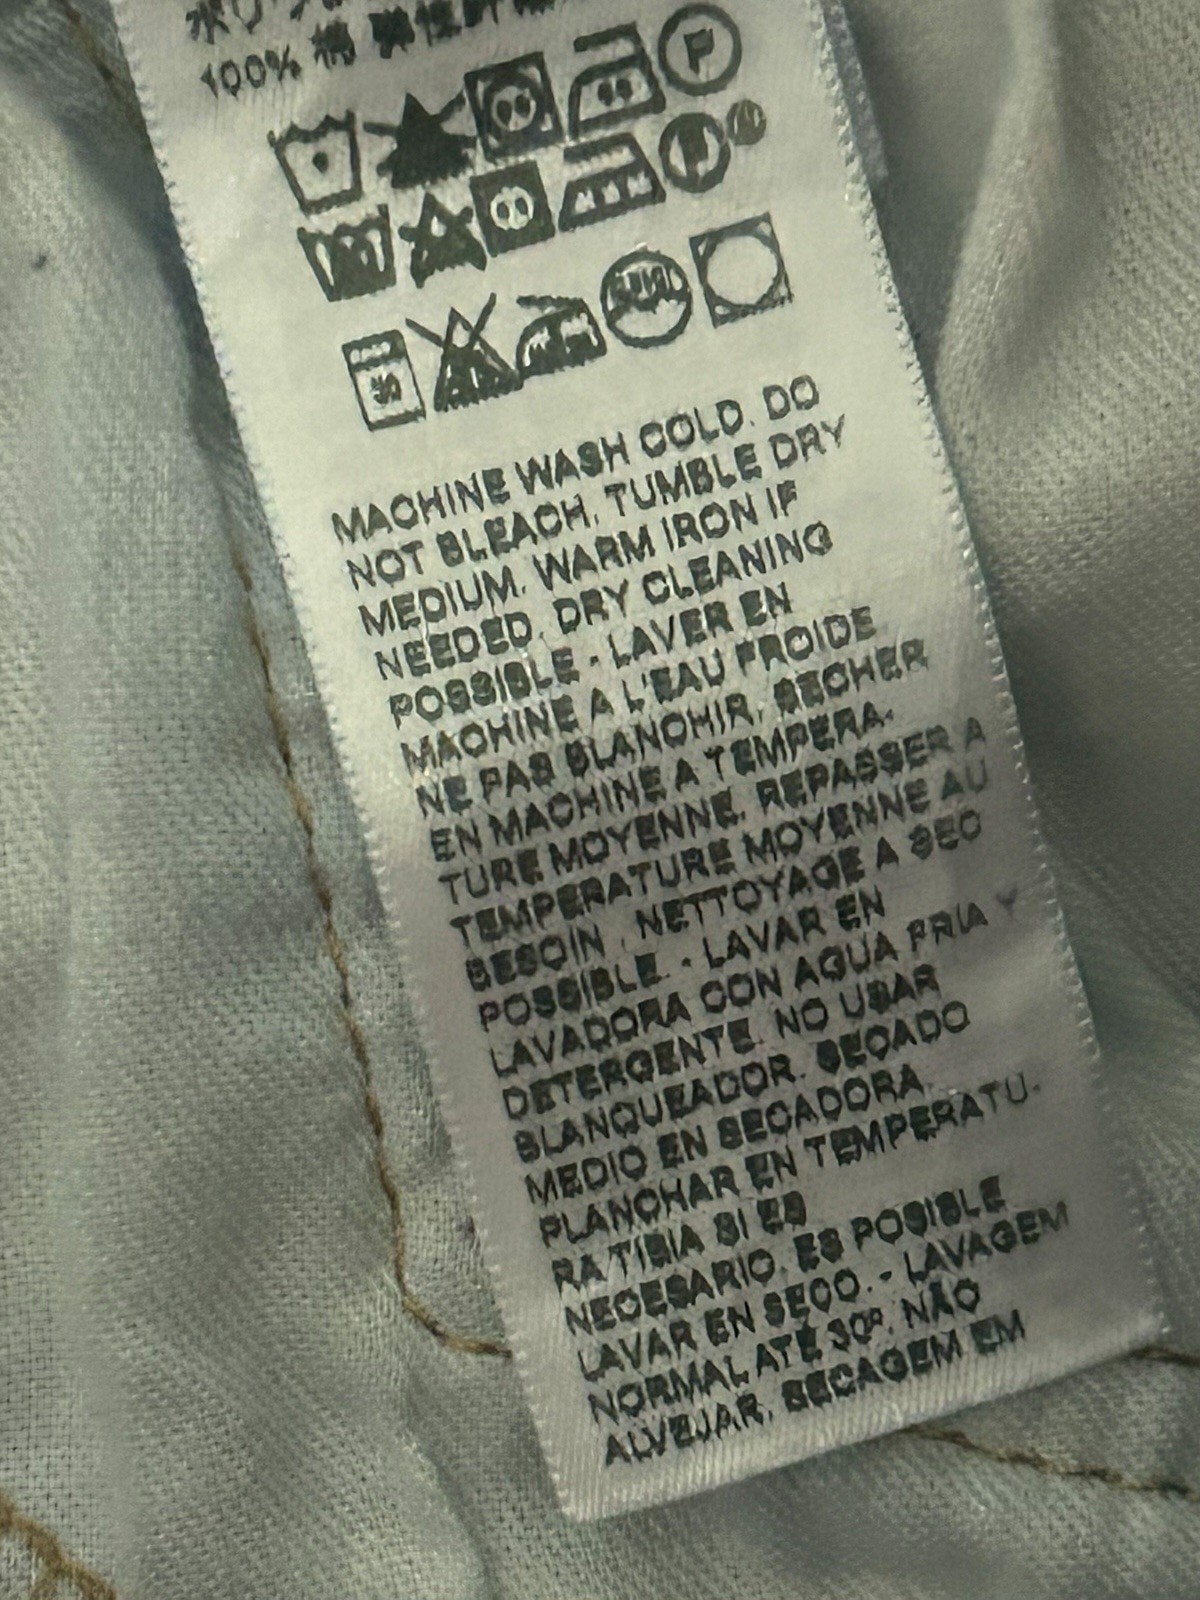 100% 綿
MACHINE WASH COLD. DO
NOT BLEACH. TUMBLE DRY
MEDIUM. WARM IRON IF
NEEDED. DRY CLEANING
POSSIBLE - LAVER EN
MACHINE A L'EAU FROIDE
NE PAS BLANCHIR, SECHER
EN MACHINE A TEMPERA-
TURE MOYENNE. REPASSER A
TEMPERATURE MOYENNE AU
BESOIN. NETTOYAGE A SEC
POSSIBLE. - LAVAR EN
LAVADORA CON AGUA FRIA Y
DETERGENTE. NO USAR
BLANQUEADOR. SECADO
MEDIO EN SECADORA.
PLANCHAR EN TEMPERATU-
RA TIBIA SI ES
NECESARIO. ES POSIBLE
LAVAR EN SECO. - LAVAGEM
NORMAL ATÉ 30º. NÃO
ALVEJAR. SECAGEM EM